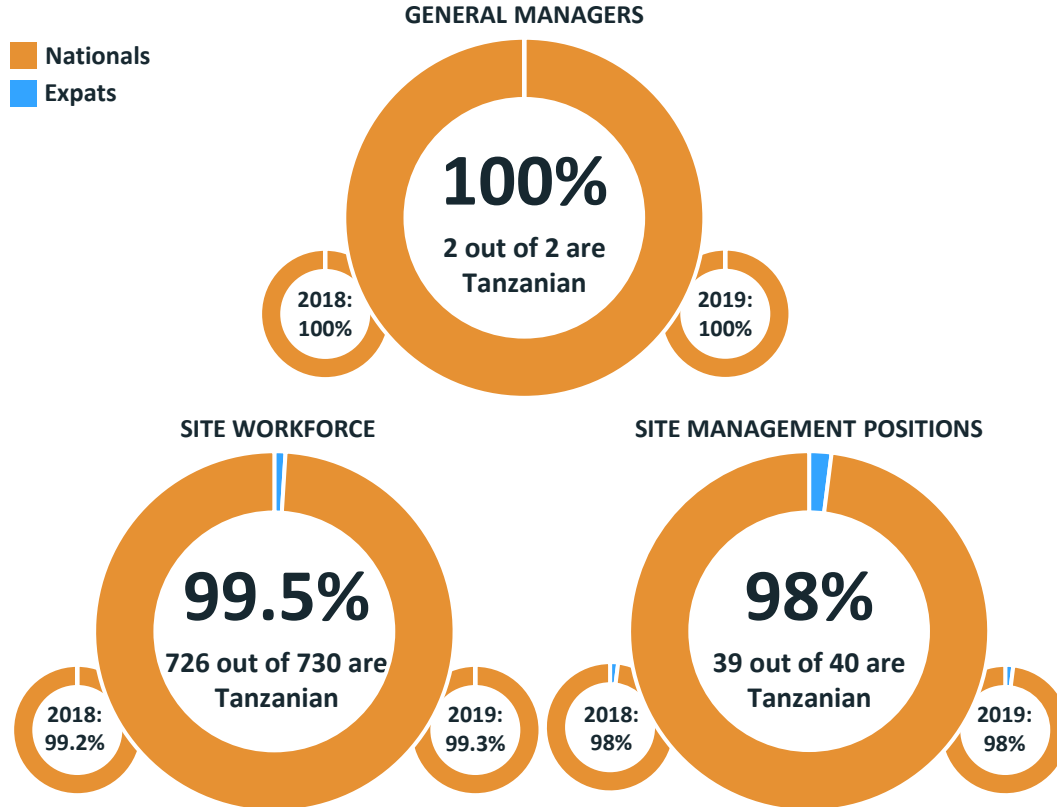 GENERAL MANAGERS
Nationals
Expats
100%
2 out of 2 are
Tanzanian
2018:
100%
2019:
100%
SITE WORKFORCE
99.5%
726 out of 730 are
Tanzanian
2018:
99.2%
2019:
99.3%
SITE MANAGEMENT POSITIONS
98%
39 out of 40 are
Tanzanian
2018:
98%
2019:
98%